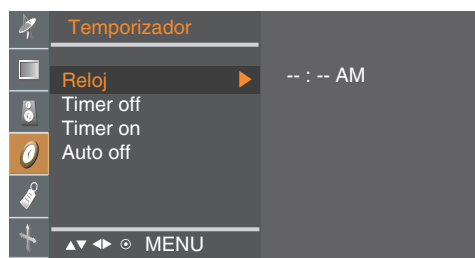 Temporizador
Reloj -- : -- AM
Timer off
Timer on
Auto off
MENU